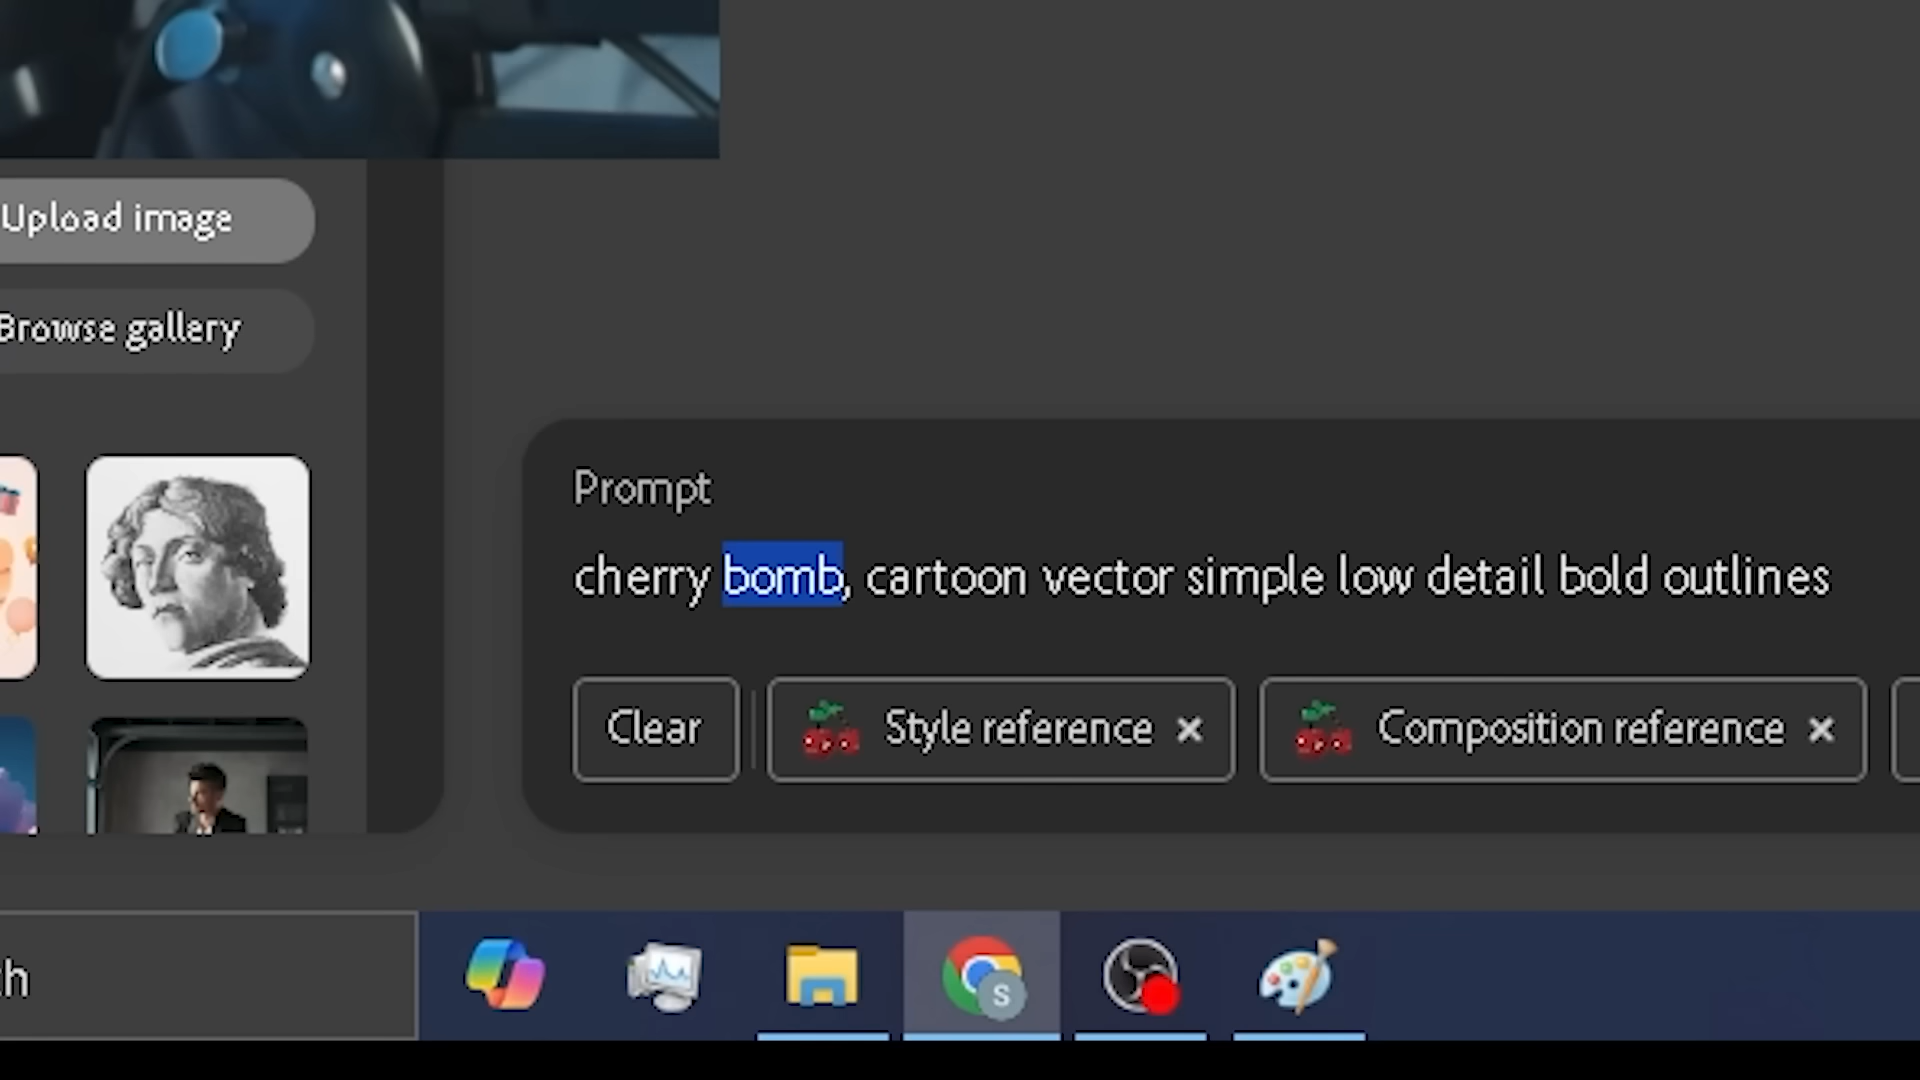 Upload image
Browse gallery
Prompt
cherry bomb, cartoon vector simple low detail bold outlines
Clear
Style reference ×
Composition reference ×
h
S